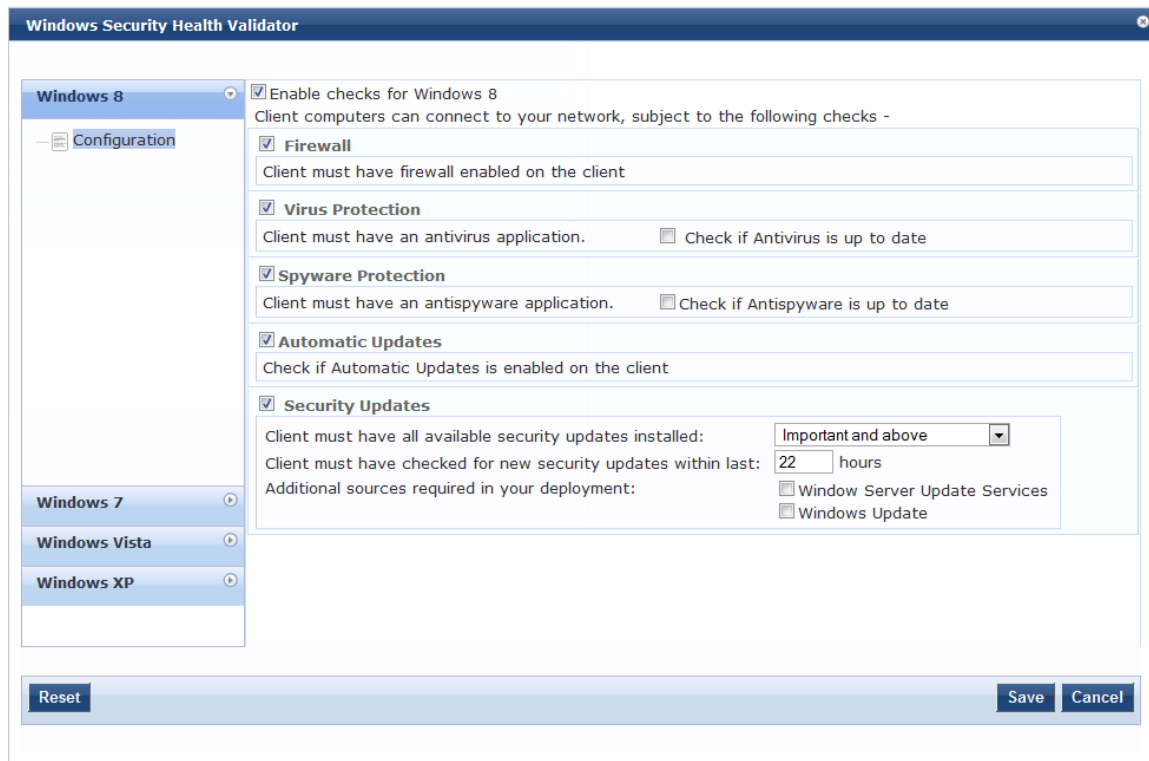 Windows Security Health Validator
Windows 8
Configuration
Windows 7
Windows Vista
Windows XP
Enable checks for Windows 8
Client computers can connect to your network, subject to the following checks -
Firewall
Client must have firewall enabled on the client
Virus Protection
Client must have an antivirus application. Check if Antivirus is up to date
Spyware Protection
Client must have an antispyware application. Check if Antispyware is up to date
Automatic Updates
Check if Automatic Updates is enabled on the client
Security Updates
Client must have all available security updates installed: Important and above
Client must have checked for new security updates within last: 22 hours
Additional sources required in your deployment: Window Server Update Services
Windows Update
Reset Save Cancel